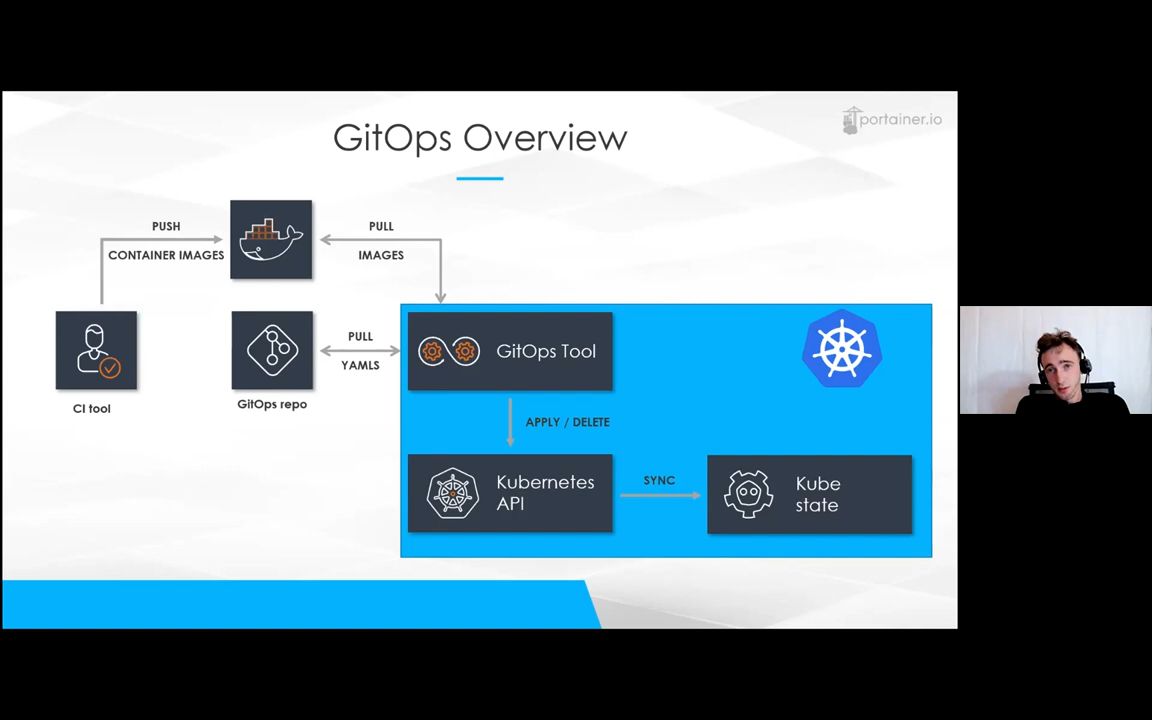 GitOps Overview
portainer.io
PUSH
CONTAINER IMAGES
PULL
IMAGES
CI tool
GitOps repo
PULL
YAMLS
GitOps Tool
APPLY / DELETE
Kubernetes
API
SYNC
Kube
state